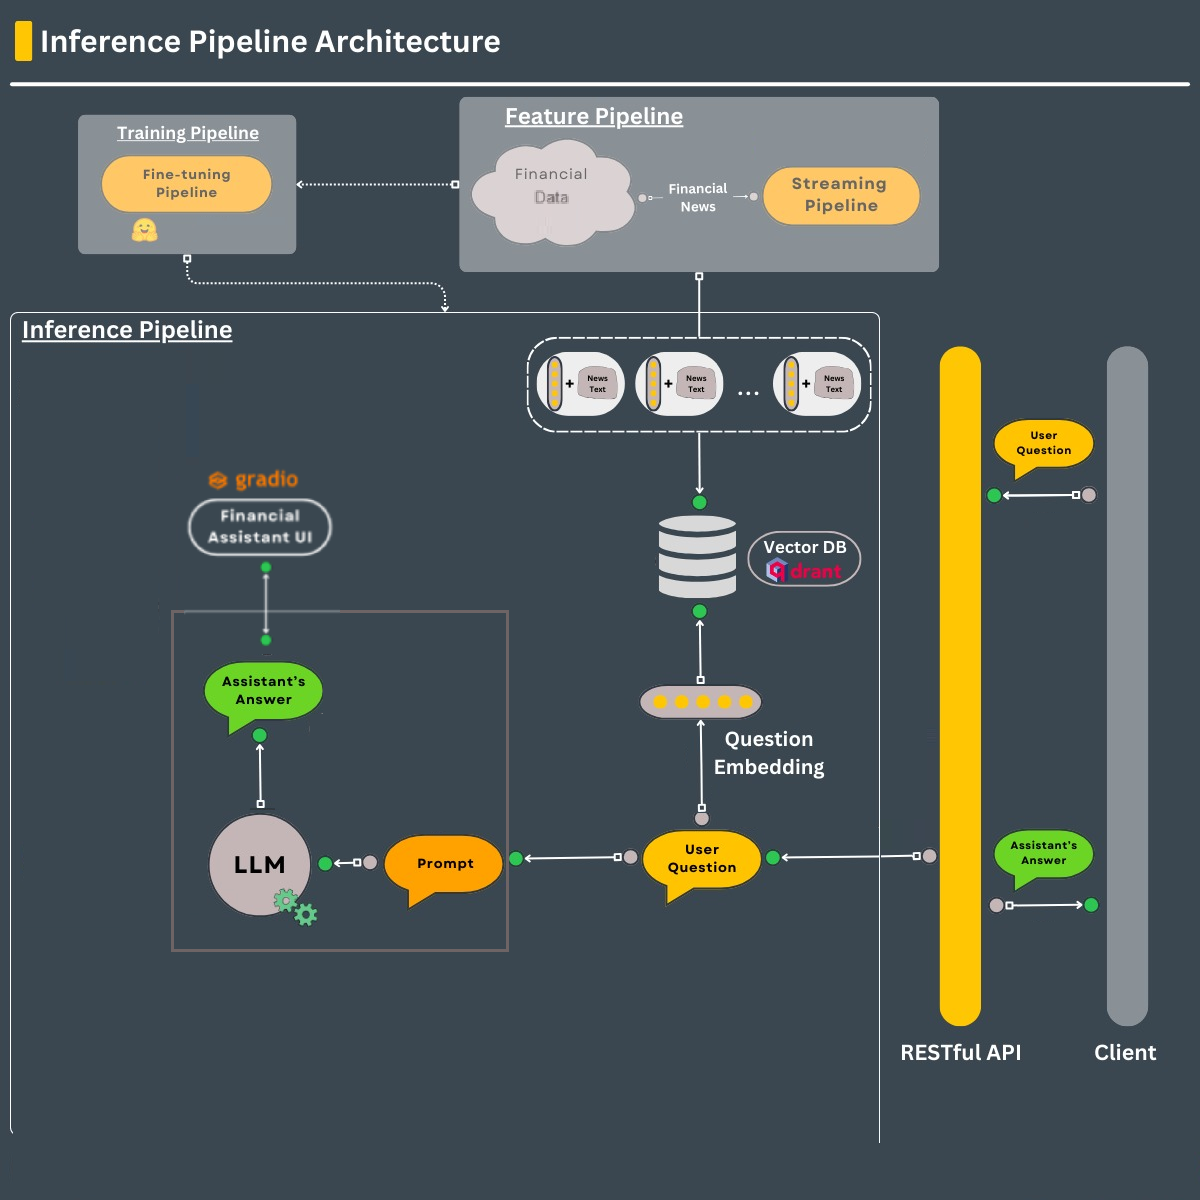 Inference Pipeline Architecture
Training Pipeline
Fine-tuning
Pipeline
Feature Pipeline
Financial
Data
Financial
News
Streaming
Pipeline
Inference Pipeline
+ News
Text
+ News
Text
...
+ News
Text
gradio
Financial
Assistant UI
Vector DB
qdrant
User
Question
Assistant's
Answer
Question
Embedding
LLM
Prompt
User
Question
Assistant's
Answer
RESTful API
Client